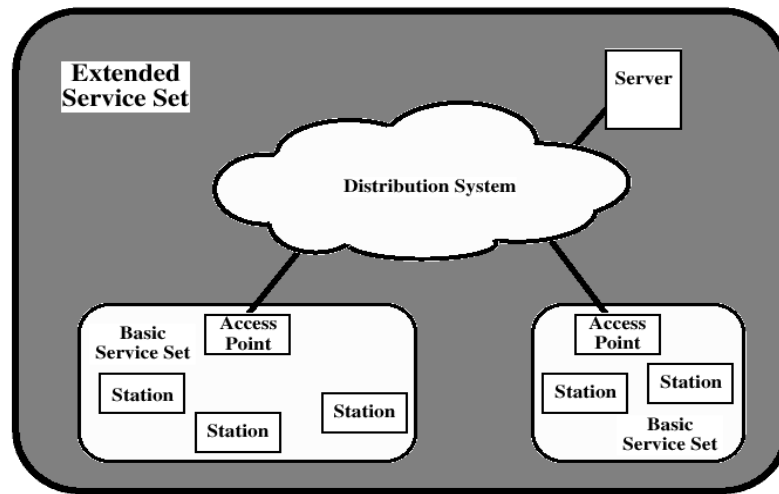 Extended
Service Set
Server
Distribution System
Basic
Service Set
Access
Point
Station
Station
Station
Access
Point
Station
Station
Basic
Service Set